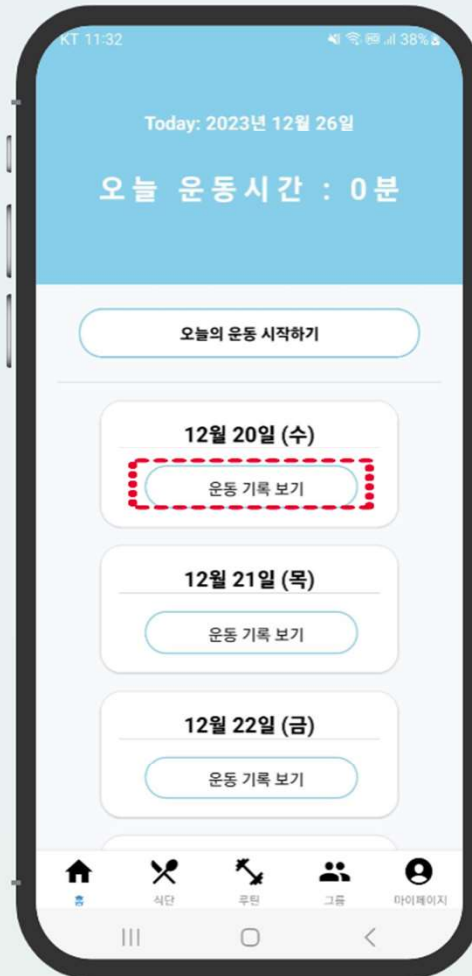 KT 11:32 38%
Today: 2023년 12월 26일
오늘 운동시간 : 0분
오늘의 운동 시작하기
12월 20일 (수)
운동 기록 보기
12월 21일 (목)
운동 기록 보기
12월 22일 (금)
운동 기록 보기
홈 식단 루틴 그룹 마이페이지